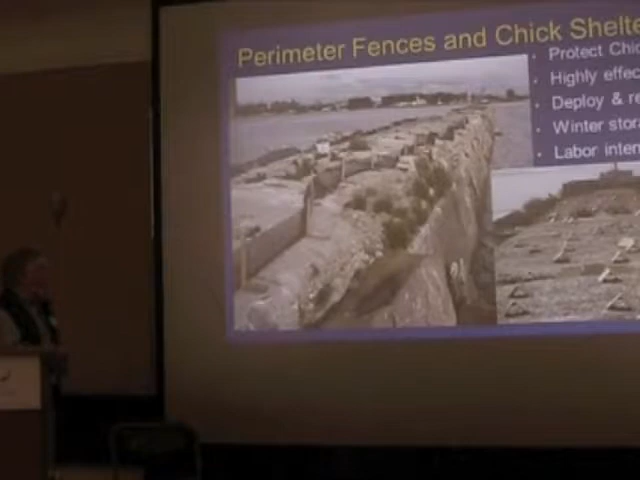 Perimeter Fences and Chick Shelte
• Protect Chic
• Highly effec
• Deploy & re
• Winter stora
• Labor inten